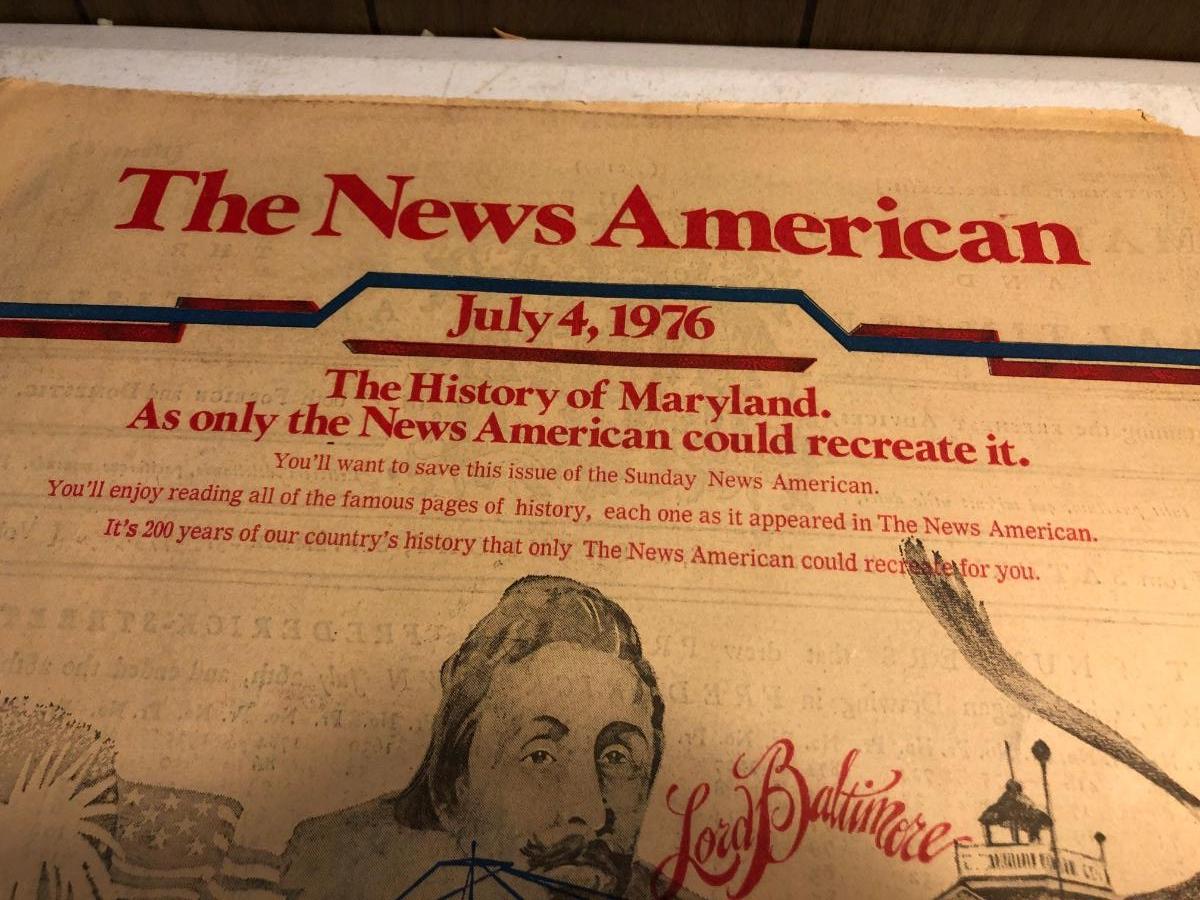 The News American
July 4, 1976
The History of Maryland.
As only the News American could recreate it.
You'll want to save this issue of the Sunday News American.
You'll enjoy reading all of the famous pages of history, each one as it appeared in The News American.
It's 200 years of our country's history that only The News American could recreate for you.
Lord Baltimore